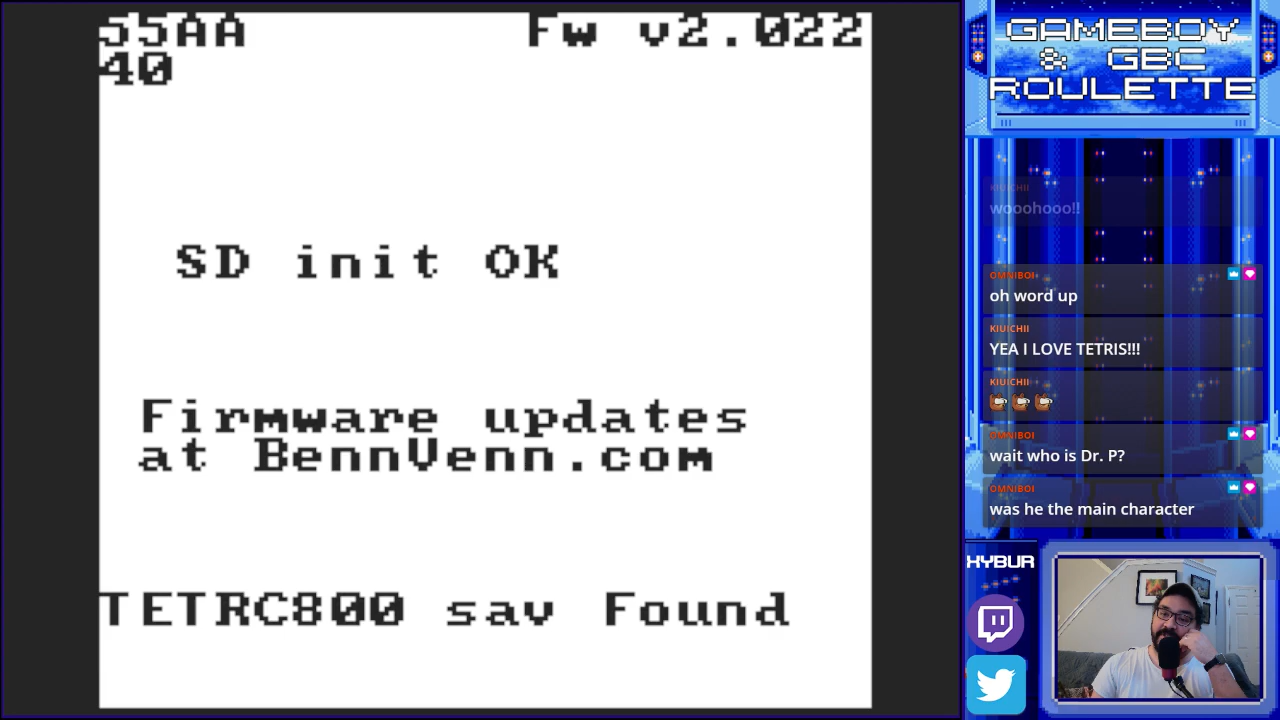 55AA Fw v2.022
40
SD init OK
Firmware updates
at BennVenn.com
TETRC800 sav Found
GAMEBOY
& GBC
ROULETTE
KIUICHII
wooohooo!!
OMNIBOI
oh word up
KIUICHII
YEA I LOVE TETRIS!!!
KIUICHII
OMNIBOI
wait who is Dr. P?
OMNIBOI
was he the main character
HYBUR